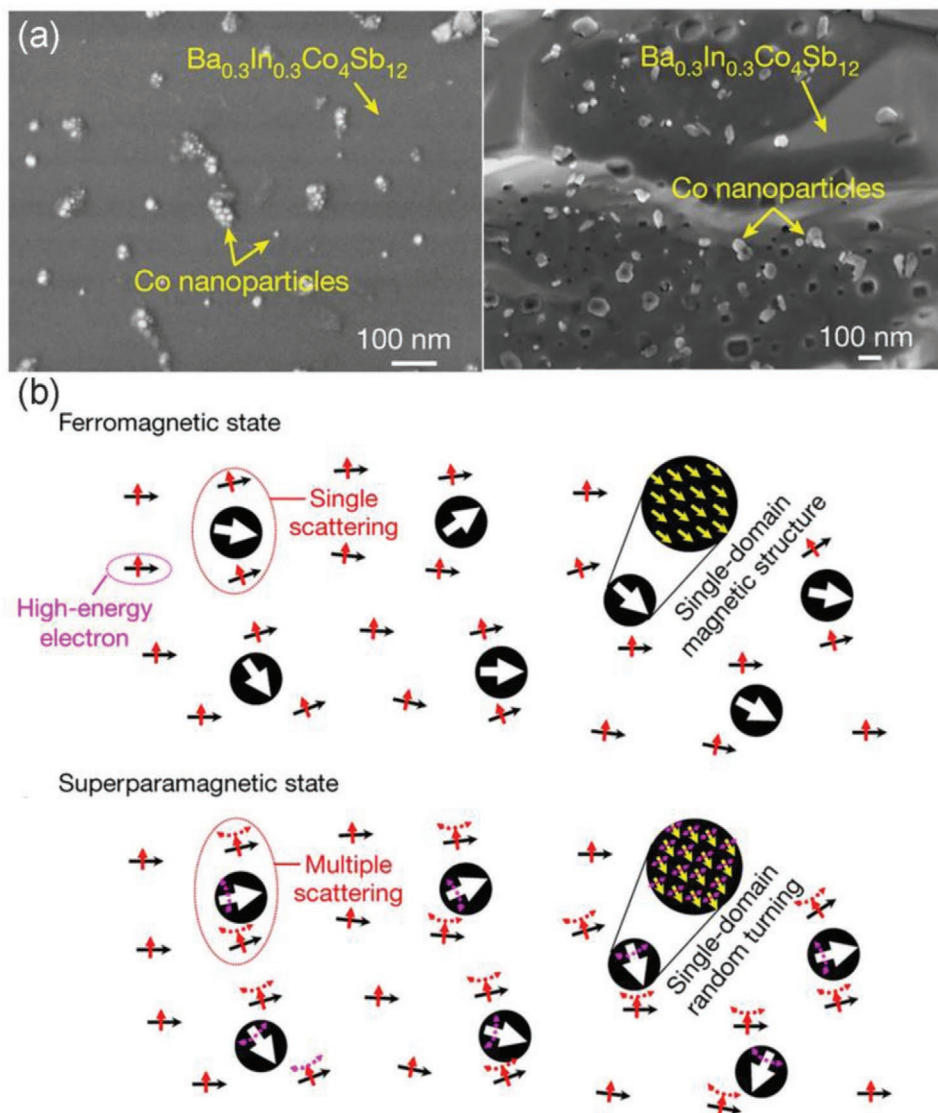 (a)
Ba0.3In0.3Co4Sb12
Co nanoparticles
100 nm
Ba0.3In0.3Co4Sb12
Co nanoparticles
100 nm
(b)
Ferromagnetic state
Single
scattering
High-energy
electron
Single-domain
magnetic structure
Superparamagnetic state
Multiple
scattering
Single-domain
random turning